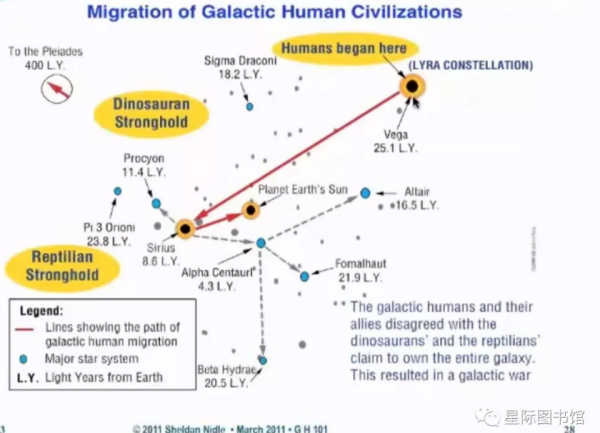 Migration of Galactic Human Civilizations
To the Pleiades
400 L.Y.
Sigma Draconi
18.2 L.Y.
Humans began here
(LYRA CONSTELLATION)
Dinosauran
Stronghold
Vega
25.1 L.Y.
Procyon
11.4 L.Y.
Planet Earth's Sun
Altair
16.5 L.Y.
Pi 3 Orioni
23.8 L.Y.
Sirius
8.6 L.Y.
Reptilian
Stronghold
Alpha Centauri
4.3 L.Y.
Fomalhaut
21.9 L.Y.
Legend:
Lines showing the path of
galactic human migration
Major star system
L.Y. Light Years from Earth
Beta Hydrae
20.5 L.Y.
The galactic humans and their
allies disagreed with the
dinosaurans' and the reptilians'
claim to own the entire galaxy.
This resulted in a galactic war
3
© 2011 Sheldan Nidle • March 2011 • G H 101
28
星际图书馆